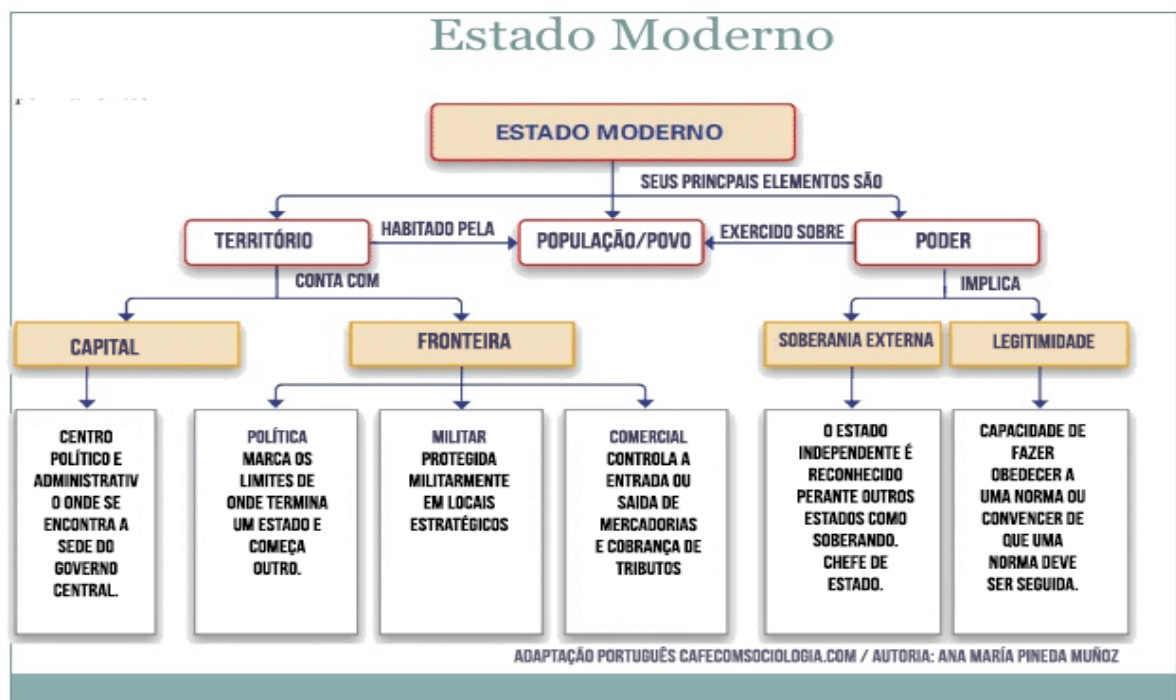 Estado Moderno
ESTADO MODERNO
SEUS PRINCPAIS ELEMENTOS SÃO
TERRITÓRIO
HABITADO PELA
POPULAÇÃO/POVO
EXERCIDO SOBRE
PODER
CONTA COM
IMPLICA
CAPITAL
FRONTEIRA
SOBERANIA EXTERNA
LEGITIMIDADE
CENTRO
POLÍTICO E
ADMINISTRATIV
O ONDE SE
ENCONTRA A
SEDE DO
GOVERNO
CENTRAL.
POLÍTICA
MARCA OS
LIMITES DE
ONDE TERMINA
UM ESTADO E
COMEÇA
OUTRO.
MILITAR
PROTEGIDA
MILITARMENTE
EM LOCAIS
ESTRATÉGICOS
COMERCIAL
CONTROLA A
ENTRADA OU
SAIDA DE
MERCADORIAS
E COBRANÇA DE
TRIBUTOS
O ESTADO
INDEPENDENTE É
RECONHECIDO
PERANTE OUTROS
ESTADOS COMO
SOBERANDO.
CHEFE DE
ESTADO.
CAPACIDADE DE
FAZER
OBEDECER A
UMA NORMA OU
CONVENCER DE
QUE UMA
NORMA DEVE
SER SEGUIDA.
ADAPTAÇÃO PORTUGUÊS CAFECOMSOCIOLOGIA.COM / AUTORIA: ANA MARÍA PINEDA MUÑOZ